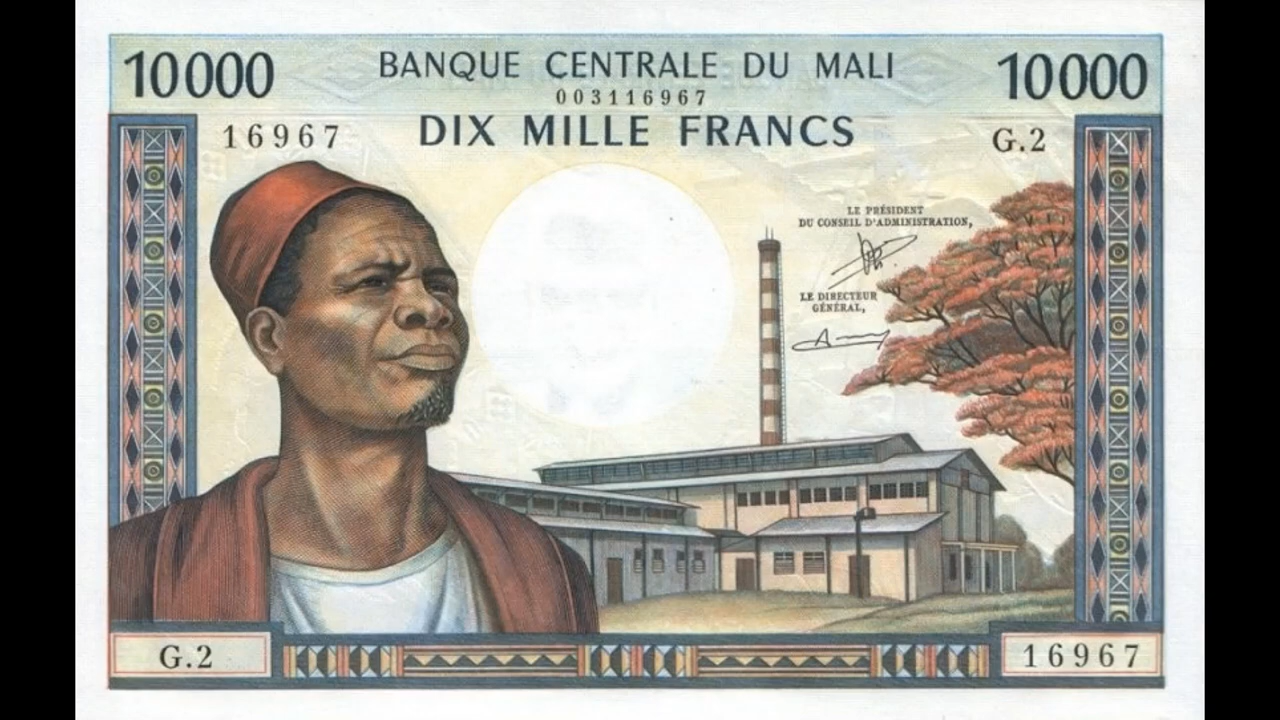 10000 BANQUE CENTRALE DU MALI 10000
003116967
16967 DIX MILLE FRANCS G.2
LE PRÉSIDENT
DU CONSEIL D'ADMINISTRATION,
LE DIRECTEUR
GÉNÉRAL,
G.2 16967